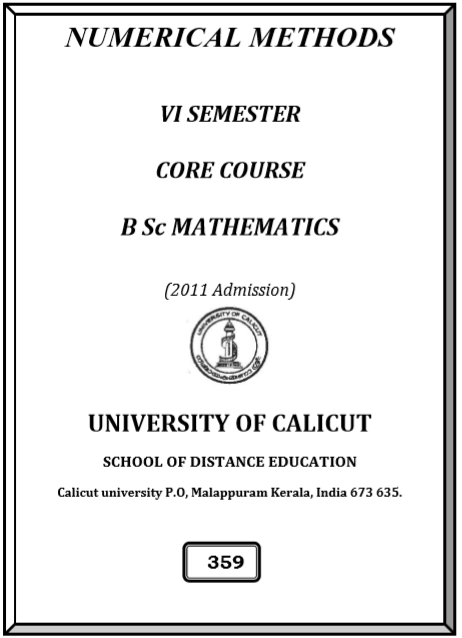 NUMERICAL METHODS
VI SEMESTER
CORE COURSE
B Sc MATHEMATICS
(2011 Admission)
UNIVERSITY OF CALICUT
UNIVERSITY OF CALICUT
SCHOOL OF DISTANCE EDUCATION
Calicut university P.O, Malappuram Kerala, India 673 635.
359